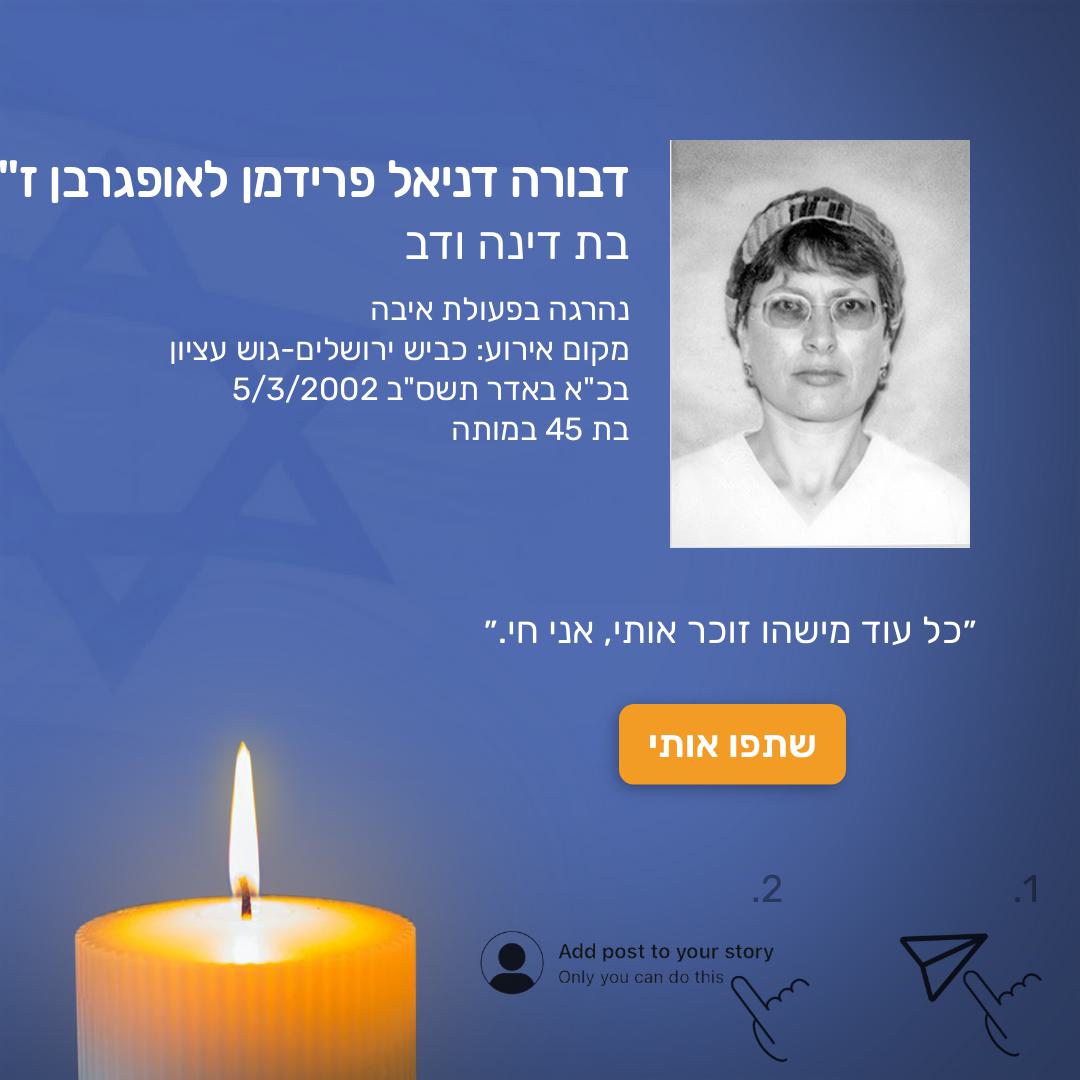 דבורה דניאל פרידמן לאופגרבן ז"
בת דינה ודב
נהרגה בפעולת איבה
מקום אירוע: כביש ירושלים-גוש עציון
בכ"א באדר תשס"ב 5/3/2002
בת 45 במותה
״כל עוד מישהו זוכר אותי, אני חי.״
שתפו אותי
1.
2.
Add post to your story
Only you can do this